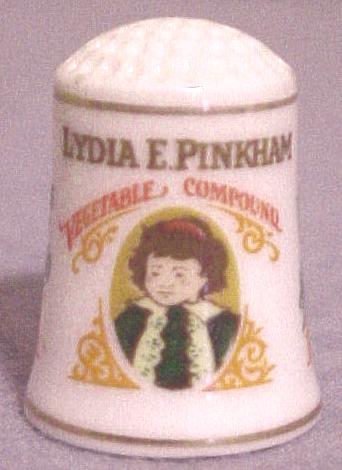 LYDIA E. PINKHAM
VEGETABLE COMPOUND